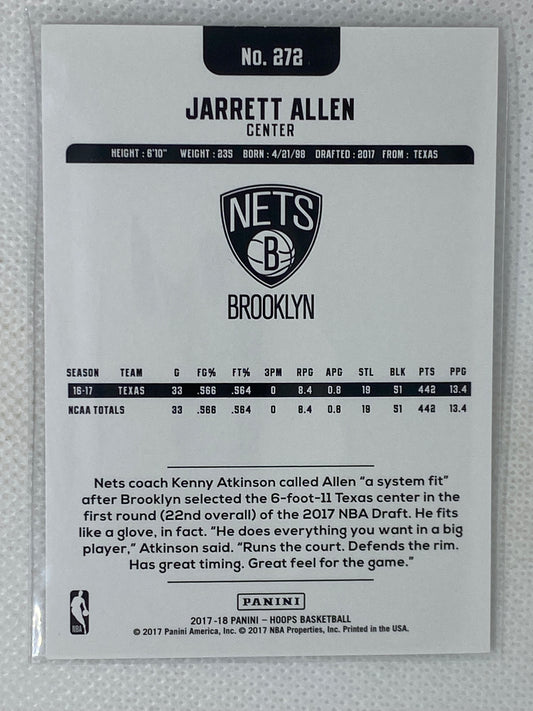 No. 272
JARRETT ALLEN
CENTER
HEIGHT : 6'10" WEIGHT : 235 BORN : 4/21/98 DRAFTED : 2017 FROM : TEXAS
NETS
B
BROOKLYN
SEASON TEAM G FG% FT% 3PM RPG APG STL BLK PTS PPG
16-17 TEXAS 33 .566 .564 0 8.4 0.8 19 51 442 13.4
NCAA TOTALS 33 .566 .564 0 8.4 0.8 19 51 442 13.4
Nets coach Kenny Atkinson called Allen "a system fit"
after Brooklyn selected the 6-foot-11 Texas center in the
first round (22nd overall) of the 2017 NBA Draft. He fits
like a glove, in fact. "He does everything you want in a big
player," Atkinson said. "Runs the court. Defends the rim.
Has great timing. Great feel for the game."
PANINI
NBA
2017-18 PANINI – HOOPS BASKETBALL
© 2017 Panini America, Inc. © 2017 NBA Properties, Inc. Printed in the USA.